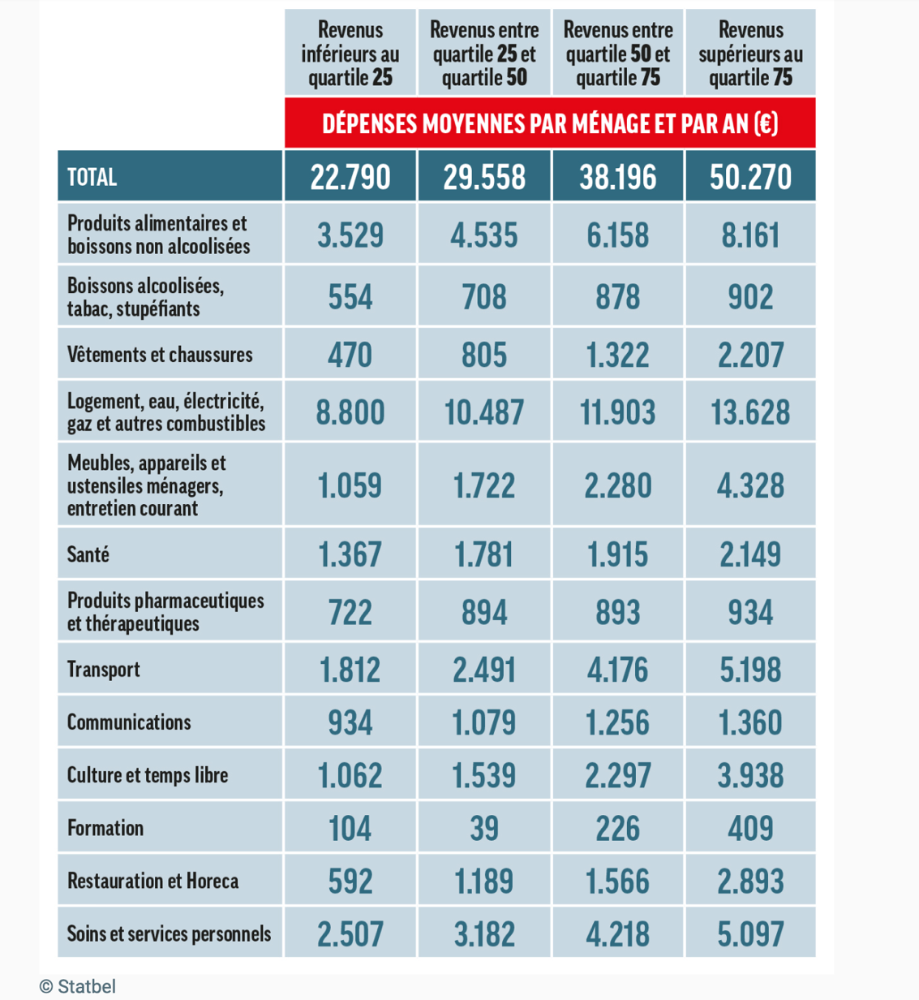 Revenus inférieurs au quartile 25
Revenus entre quartile 25 et quartile 50
Revenus entre quartile 50 et quartile 75
Revenus supérieurs au quartile 75
DÉPENSES MOYENNES PAR MÉNAGE ET PAR AN (€)
TOTAL 22.790 29.558 38.196 50.270
Produits alimentaires et
boissons non alcoolisées 3.529 4.535 6.158 8.161
Boissons alcoolisées,
tabac, stupéfiants 554 708 878 902
Vêtements et chaussures 470 805 1.322 2.207
Logement, eau, électricité,
gaz et autres combustibles 8.800 10.487 11.903 13.628
Meubles, appareils et
ustensiles ménagers,
entretien courant 1.059 1.722 2.280 4.328
Santé 1.367 1.781 1.915 2.149
Produits pharmaceutiques
et thérapeutiques 722 894 893 934
Transport 1.812 2.491 4.176 5.198
Communications 934 1.079 1.256 1.360
Culture et temps libre 1.062 1.539 2.297 3.938
Formation 104 39 226 409
Restauration et Horeca 592 1.189 1.566 2.893
Soins et services personnels 2.507 3.182 4.218 5.097
© Statbel